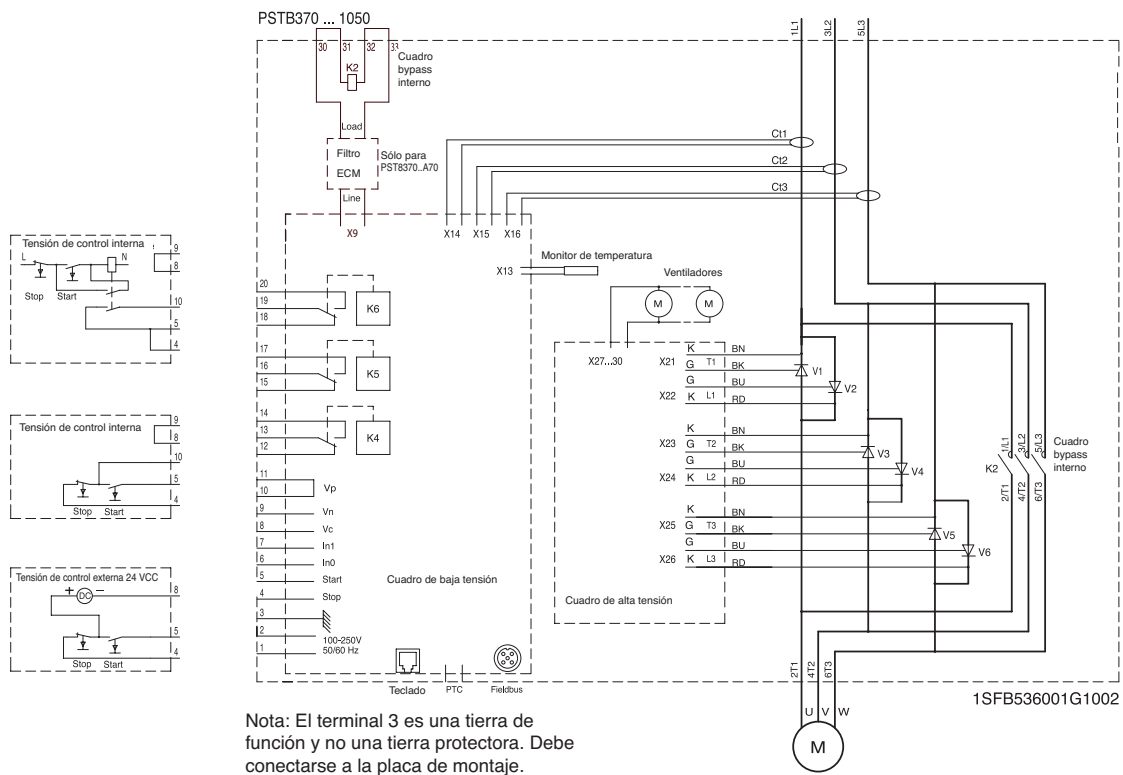 PSTB370 ... 1050
30 31 32 33
K2
Cuadro
bypass
interno
Load
Filtro
ECM
Sólo para
PST8370..A70
Line
X9
X14 X15 X16
Ct1
Ct2
Ct3
1L1 3L2 5L3
X13
Monitor de temperatura
Ventiladores
M M
X27...30
Tensión de control interna
L N
Stop Start
9
8
10
5
4
Tensión de control interna
9
8
10
5
4
Stop Start
Tensión de control externa 24 VCC
+ DC −
8
5
4
Stop Start
20
19
18
K6
17
16
15
K5
14
13
12
K4
11
10
Vp
9 Vn
8 Vc
7 In1
6 In0
5 Start
4 Stop
3
2
1
100-250V
50/60 Hz
Cuadro de baja tensión
Teclado PTC Fieldbus
X21 K T1 BN
G BK
G BU
X22 K L1 RD
V1 V2
K BN
X23 G T2 BK
G BU
X24 K L2 RD
V3 V4
K BN
X25 G T3 BK
G BU
X26 K L3 RD
V5 V6
Cuadro de alta tensión
K2
1/L1 3/L2 5/L3
2/T1 4/T2 6/T3
Cuadro
bypass
interno
2T1 4T2 6T3
U V W
M
1SFB536001G1002
Nota: El terminal 3 es una tierra de
función y no una tierra protectora. Debe
conectarse a la placa de montaje.